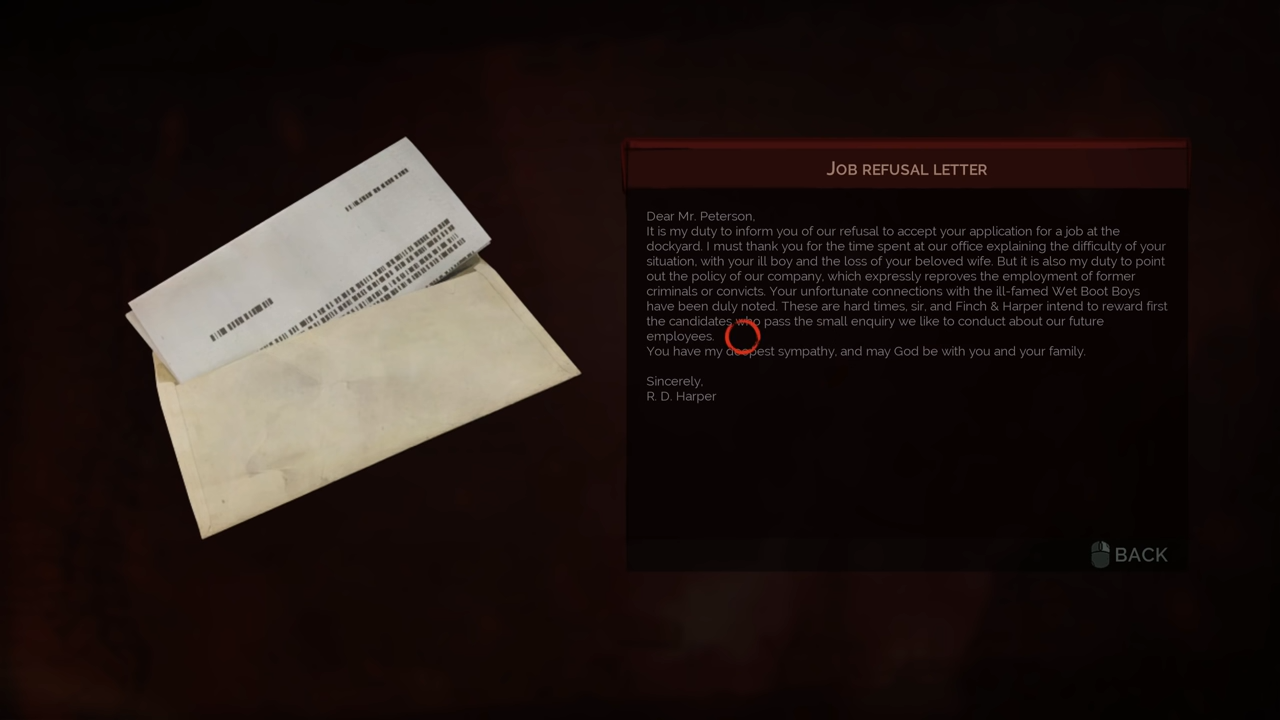 JOB REFUSAL LETTER
Dear Mr. Peterson,
It is my duty to inform you of our refusal to accept your application for a job at the
dockyard. I must thank you for the time spent at our office explaining the difficulty of your
situation, with your ill boy and the loss of your beloved wife. But it is also my duty to point
out the policy of our company, which expressly reproves the employment of former
criminals or convicts. Your unfortunate connections with the ill-famed Wet Boot Boys
have been duly noted. These are hard times, sir, and Finch & Harper intend to reward first
the candidates who pass the small enquiry we like to conduct about our future
employees.
You have my deepest sympathy, and may God be with you and your family.
Sincerely,
R. D. Harper
BACK